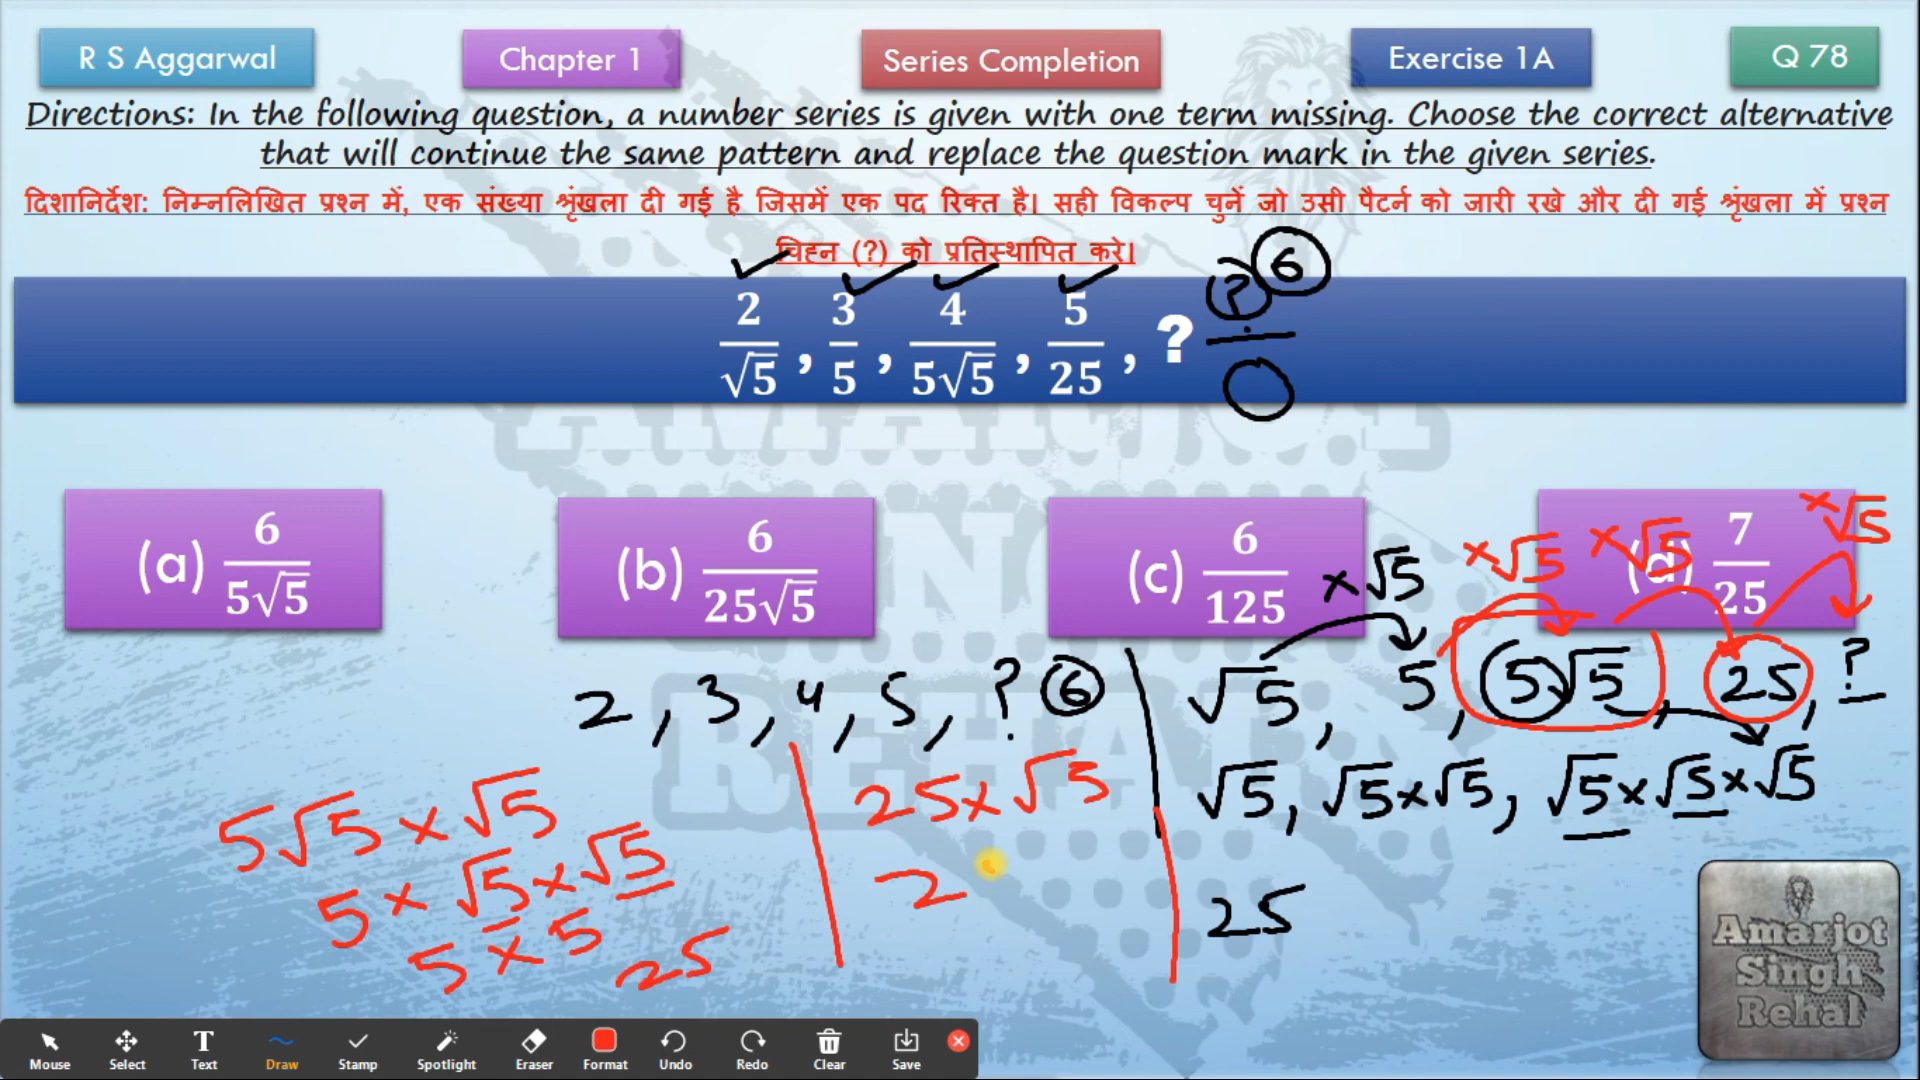 R S Aggarwal
Chapter 1
Series Completion
Exercise 1A
Q 78
Directions: In the following question, a number series is given with one term missing. Choose the correct alternative
that will continue the same pattern and replace the question mark in the given series.
दिशानिर्देश: निम्नलिखित प्रश्न में, एक संख्या श्रृंखला दी गई है जिसमें एक पद रिक्त है। सही विकल्प चुनें जो उसी पैटर्न को जारी रखे और दी गई श्रृंखला में प्रश्न
चिह्न (?) को प्रतिस्थापित करे।
2/√5, 3/5, 4/5√5, 5/25, ?
? 6
(a) 6/5√5
(b) 6/25√5
(c) 6/125
(d) 7/25
×√5 ×√5 ×√5 ×√5
2, 3, 4, 5, ? 6
√5, 5, 5√5, 25, ?
√5, √5×√5, √5×√5×√5
25
5√5×√5
5×√5×√5
5×5
25
25×√5
2
Amarjot
Singh
Rehal
AMARJOT
SINGH
REHAL
Mouse
Select
T
Text
Draw
Stamp
Spotlight
Eraser
Format
Undo
Redo
Clear
Save